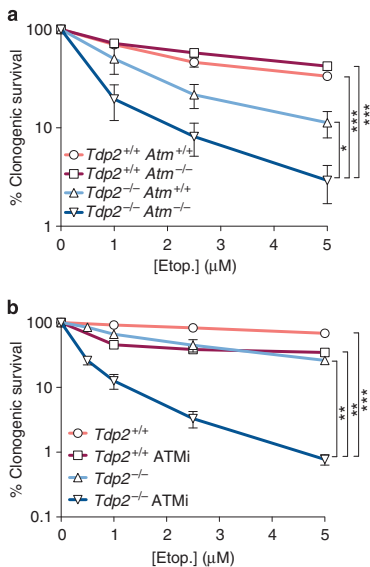 a
100
10
1
% Clonogenic survival
Tdp2+/+ Atm+/+
Tdp2+/+ Atm−/−
Tdp2−/− Atm+/+
Tdp2−/− Atm−/−
*
***
***
0 1 2 3 4 5
[Etop.] (μM)
b
100
10
1
0.1
% Clonogenic survival
Tdp2+/+
Tdp2+/+ ATMi
Tdp2−/−
Tdp2−/− ATMi
**
**
***
0 1 2 3 4 5
[Etop.] (μM)